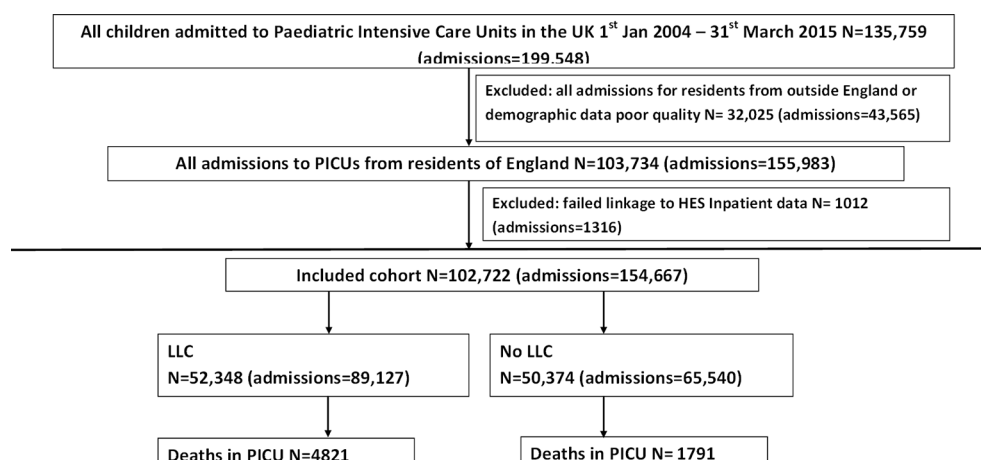 All children admitted to Paediatric Intensive Care Units in the UK 1st Jan 2004 – 31st March 2015 N=135,759
(admissions=199,548)
Excluded: all admissions for residents from outside England or
demographic data poor quality N= 32,025 (admissions=43,565)
All admissions to PICUs from residents of England N=103,734 (admissions=155,983)
Excluded: failed linkage to HES Inpatient data N= 1012
(admissions=1316)
Included cohort N=102,722 (admissions=154,667)
LLC
N=52,348 (admissions=89,127)
No LLC
N=50,374 (admissions=65,540)
Deaths in PICU N=4821
Deaths in PICU N= 1791